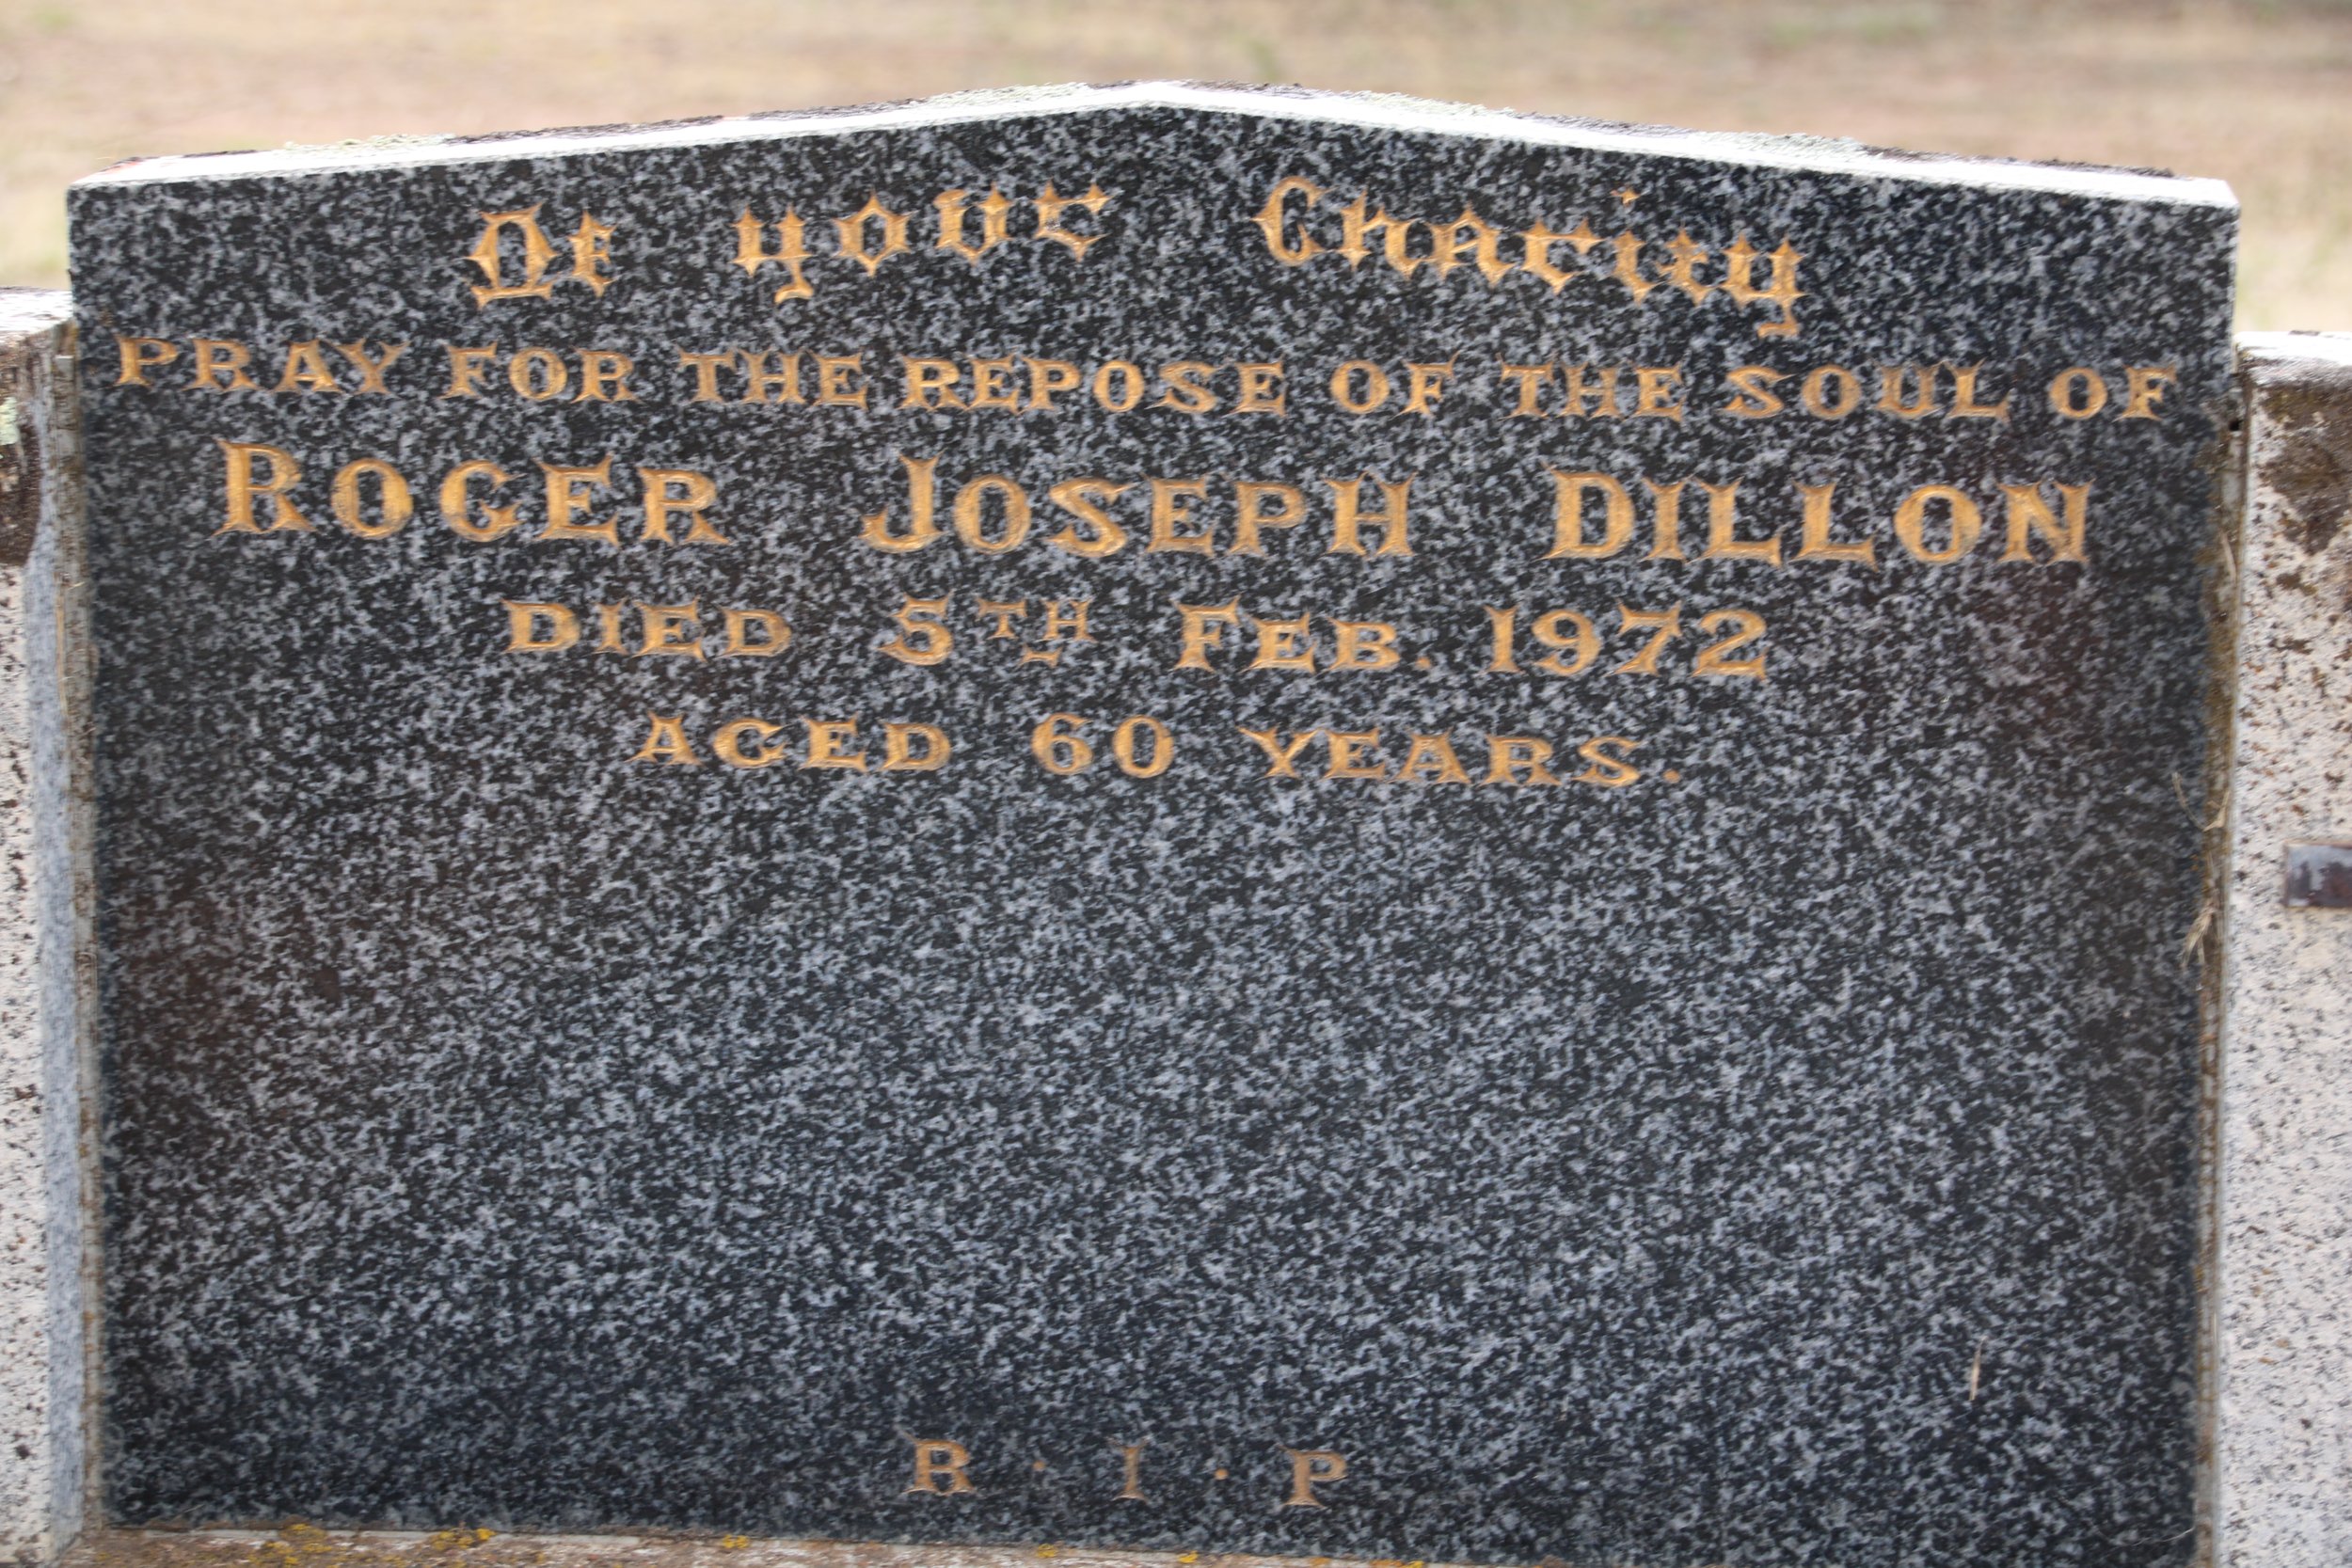 Of your Charity
PRAY FOR THE REPOSE OF THE SOUL OF
ROGER JOSEPH DILLON
DIED 5TH FEB. 1972
AGED 60 YEARS.
R·I·P